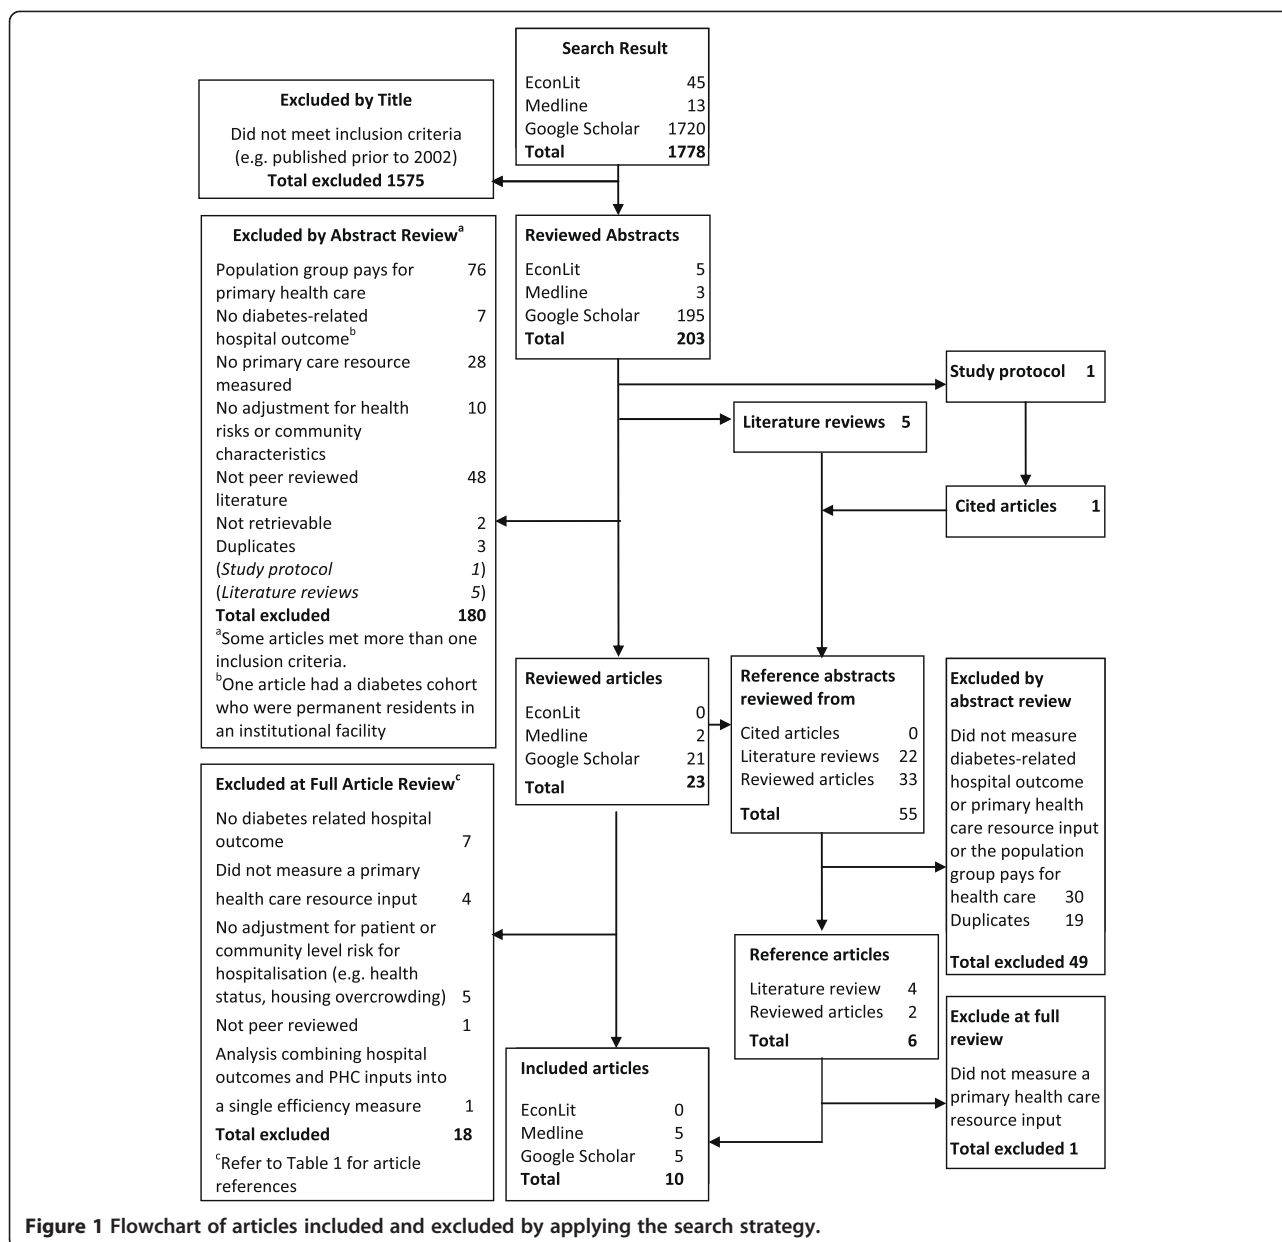 Search Result
EconLit 45
Medline 13
Google Scholar 1720
Total 1778
Excluded by Title
Did not meet inclusion criteria
(e.g. published prior to 2002)
Total excluded 1575
Excluded by Abstract Review^a
Population group pays for 76
primary health care
No diabetes-related 7
hospital outcome^b
No primary care resource 28
measured
No adjustment for health 10
risks or community
characteristics
Not peer reviewed 48
literature
Not retrievable 2
Duplicates 3
(Study protocol 1)
(Literature reviews 5)
Total excluded 180
^aSome articles met more than one
inclusion criteria.
^bOne article had a diabetes cohort
who were permanent residents in
an institutional facility
Reviewed Abstracts
EconLit 5
Medline 3
Google Scholar 195
Total 203
Study protocol 1
Literature reviews 5
Cited articles 1
Reviewed articles
EconLit 0
Medline 2
Google Scholar 21
Total 23
Reference abstracts
reviewed from
Cited articles 0
Literature reviews 22
Reviewed articles 33
Total 55
Excluded by
abstract review
Did not measure
diabetes-related
hospital outcome
or primary health
care resource input
or the population
group pays for
health care 30
Duplicates 19
Total excluded 49
Excluded at Full Article Review^c
No diabetes related hospital
outcome 7
Did not measure a primary
health care resource input 4
No adjustment for patient or
community level risk for
hospitalisation (e.g. health
status, housing overcrowding) 5
Not peer reviewed 1
Analysis combining hospital
outcomes and PHC inputs into
a single efficiency measure 1
Total excluded 18
^cRefer to Table 1 for article
references
Reference articles
Literature review 4
Reviewed articles 2
Total 6
Exclude at full
review
Did not measure a
primary health care
resource input
Total excluded 1
Included articles
EconLit 0
Medline 5
Google Scholar 5
Total 10
Figure 1 Flowchart of articles included and excluded by applying the search strategy.